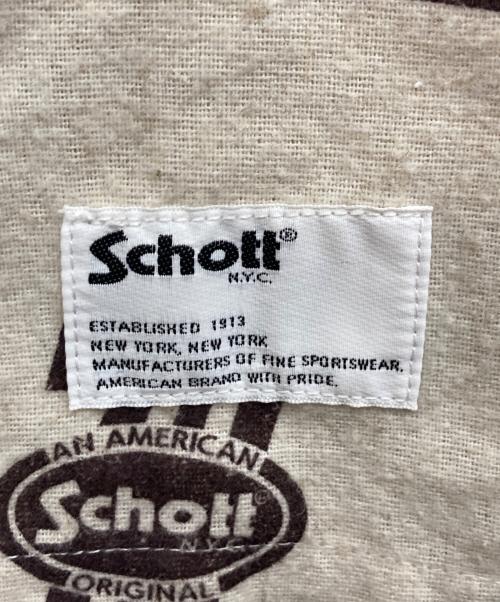 Schott®
N.Y.C.
ESTABLISHED 1913
NEW YORK, NEW YORK
MANUFACTURERS OF FINE SPORTSWEAR.
AMERICAN BRAND WITH PRIDE.
AN AMERICAN
Schott©
N.Y.C.
ORIGINAL